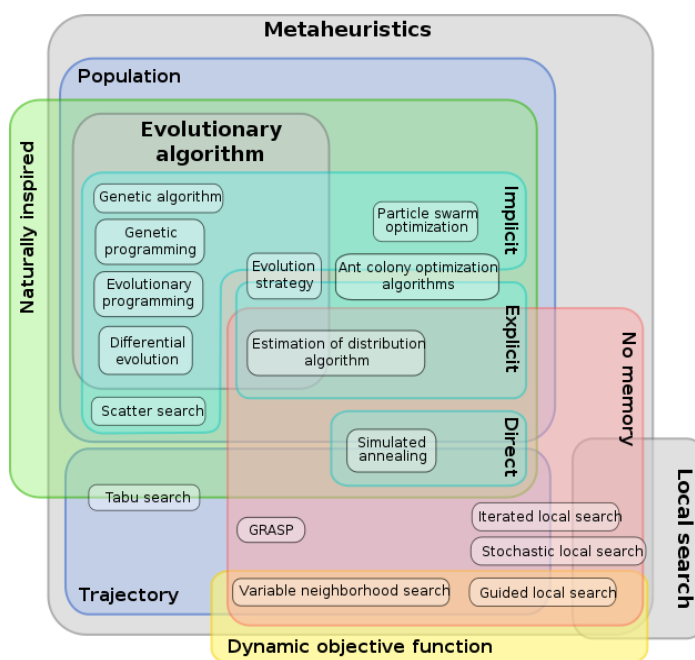 Metaheuristics
Population
Evolutionary
algorithm
Naturally inspired
Genetic algorithm
Implicit
Particle swarm
optimization
Genetic
programming
Evolution
strategy
Ant colony optimization
algorithms
Evolutionary
programming
Explicit
Differential
evolution
Estimation of distribution
algorithm
No memory
Scatter search
Direct
Simulated
annealing
Local search
Tabu search
GRASP
Iterated local search
Stochastic local search
Trajectory
Variable neighborhood search
Guided local search
Dynamic objective function